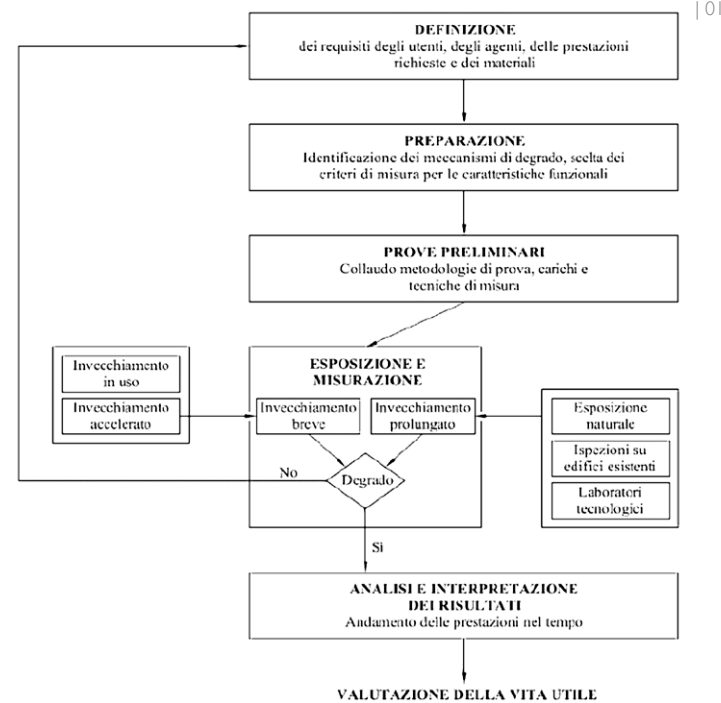 | 01
DEFINIZIONE
dei requisiti degli utenti, degli agenti, delle prestazioni
richieste e dei materiali
PREPARAZIONE
Identificazione dei meccanismi di degrado, scelta dei
criteri di misura per le caratteristiche funzionali
PROVE PRELIMINARI
Collaudo metodologie di prova, carichi e
tecniche di misura
ESPOSIZIONE E
MISURAZIONE
Invecchiamento
in uso
Invecchiamento
accelerato
Invecchiamento
breve
Invecchiamento
prolungato
Esposizione
naturale
Ispezioni su
edifici esistenti
Laboratori
tecnologici
Degrado
No
Sì
ANALISI E INTERPRETAZIONE
DEI RISULTATI
Andamento delle prestazioni nel tempo
VALUTAZIONE DELLA VITA UTILE